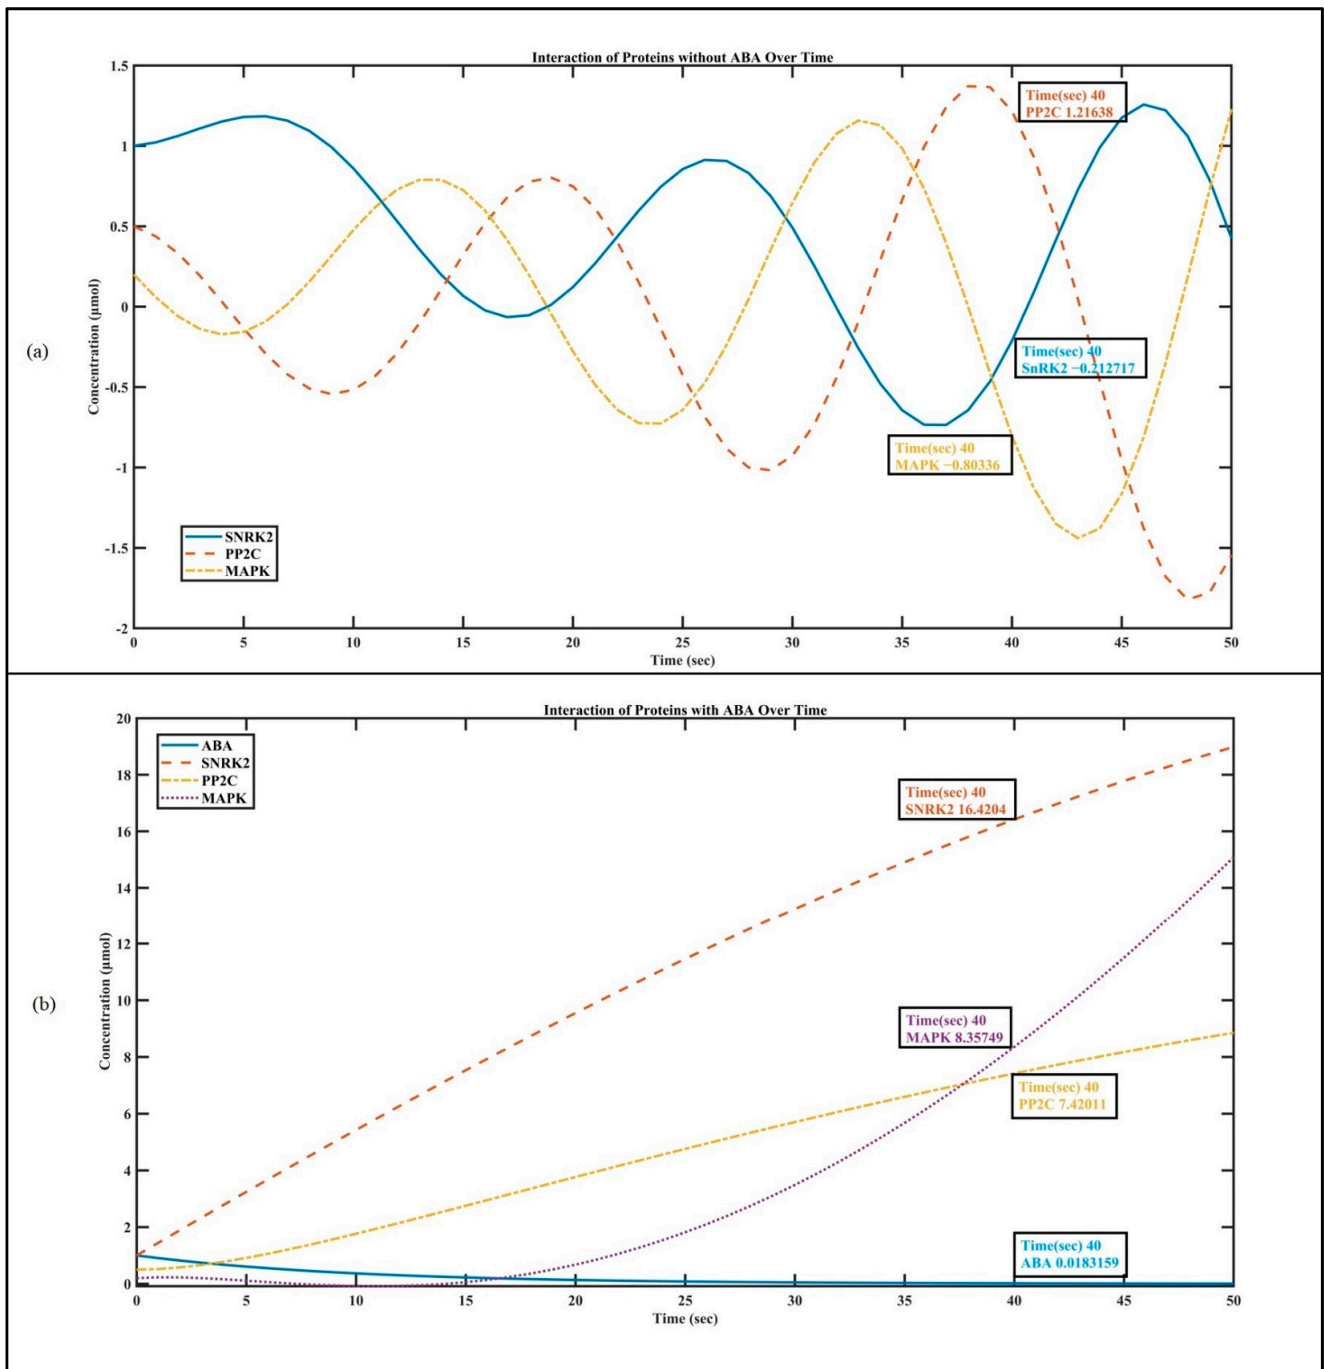 Interaction of Proteins without ABA Over Time
1.5
1
0.5
0
-0.5
-1
-1.5
-2
Concentration (μmol)
(a)
Time(sec) 40
PP2C 1.21638
Time(sec) 40
SnRK2 −0.212717
Time(sec) 40
MAPK −0.80336
SNRK2
PP2C
MAPK
0 5 10 15 20 25 30 35 40 45 50
Time (sec)
Interaction of Proteins with ABA Over Time
20
18
16
14
12
10
8
6
4
2
0
Concentration (μmol)
(b)
ABA
SNRK2
PP2C
MAPK
Time(sec) 40
SNRK2 16.4204
Time(sec) 40
MAPK 8.35749
Time(sec) 40
PP2C 7.42011
Time(sec) 40
ABA 0.0183159
0 5 10 15 20 25 30 35 40 45 50
Time (sec)